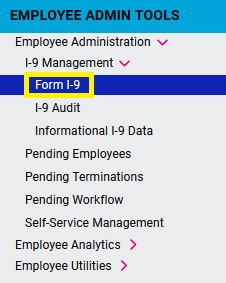 EMPLOYEE ADMIN TOOLS
Employee Administration
I-9 Management
Form I-9
I-9 Audit
Informational I-9 Data
Pending Employees
Pending Terminations
Pending Workflow
Self-Service Management
Employee Analytics
Employee Utilities